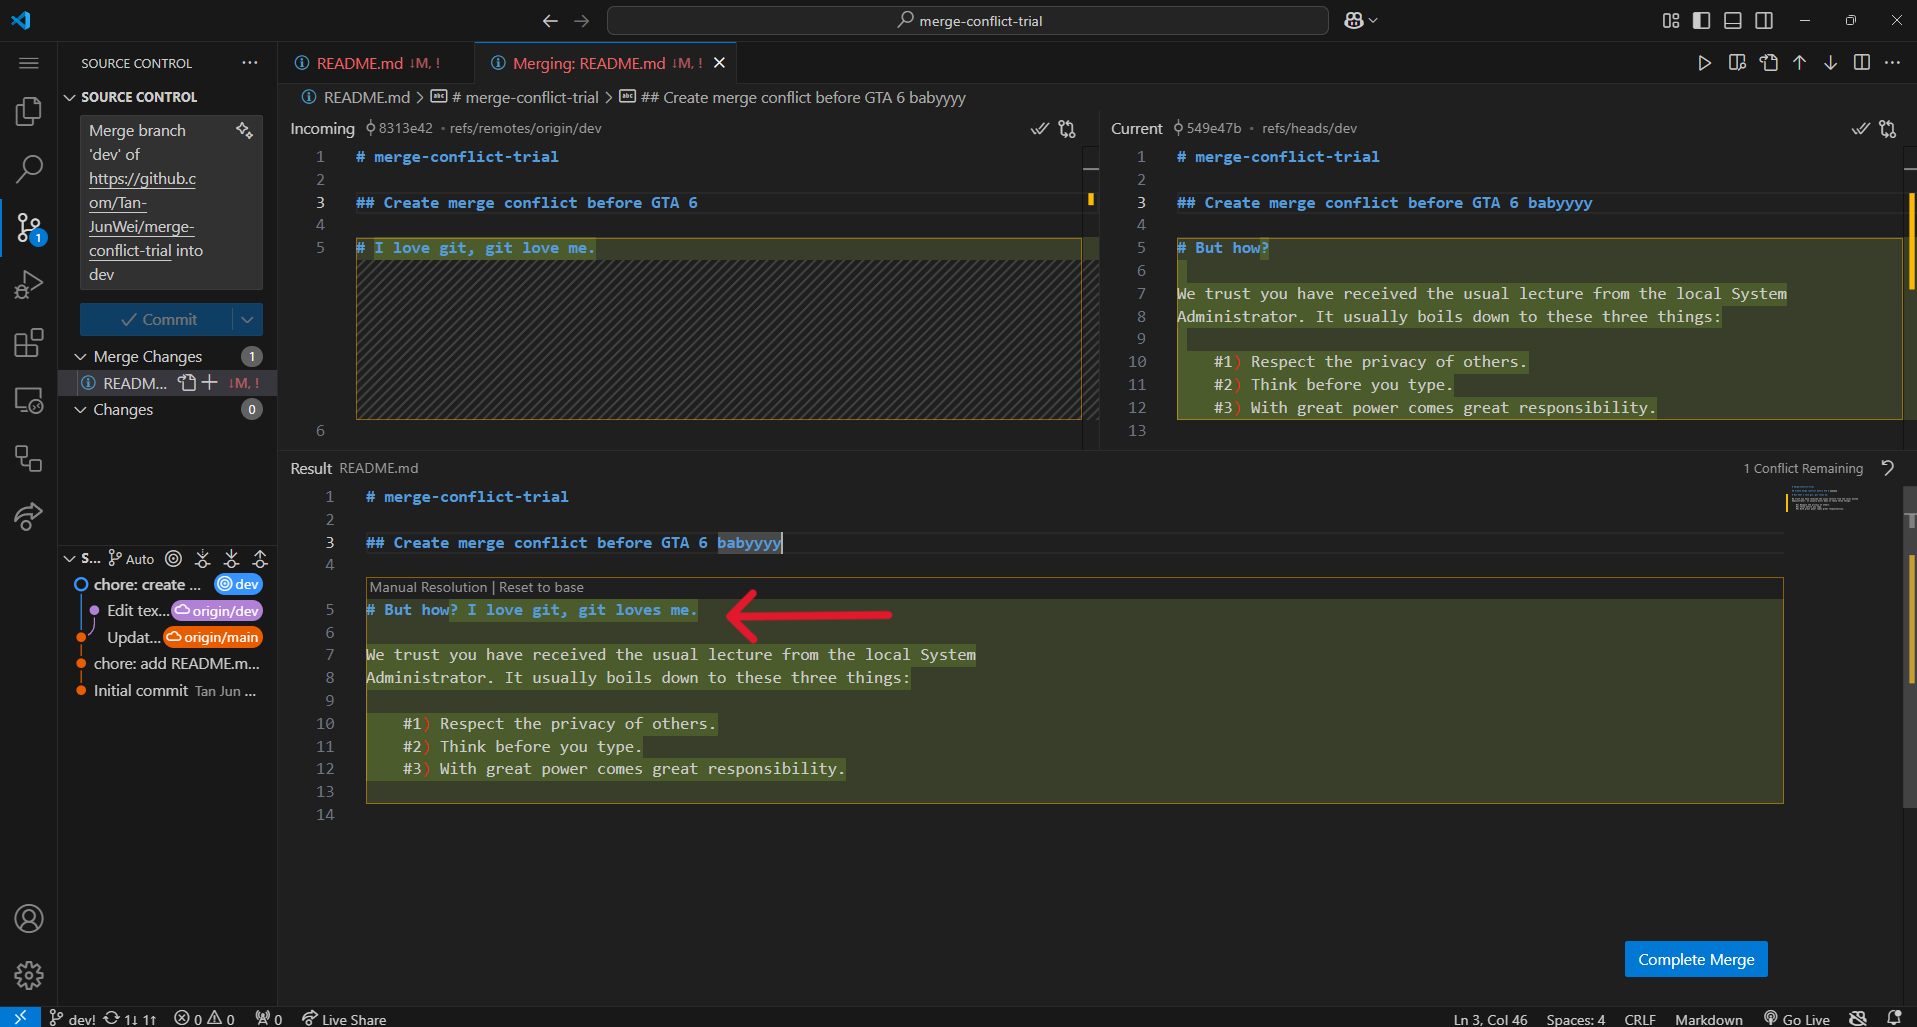 merge-conflict-trial
SOURCE CONTROL
SOURCE CONTROL
Merge branch
'dev' of
https://github.c
om/Tan-
JunWei/merge-
conflict-trial into
dev
Commit
Merge Changes 1
READM... ↓M, !
Changes 0
1
S... Auto
chore: create ... dev
Edit tex... origin/dev
Updat... origin/main
chore: add README.m...
Initial commit Tan Jun ...
README.md ↓M, !
Merging: README.md ↓M, !
README.md > # merge-conflict-trial > ## Create merge conflict before GTA 6 babyyyy
Incoming 8313e42 • refs/remotes/origin/dev
1 # merge-conflict-trial
2
3 ## Create merge conflict before GTA 6
4
5 # I love git, git love me.
6
Current 549e47b • refs/heads/dev
1 # merge-conflict-trial
2
3 ## Create merge conflict before GTA 6 babyyyy
4
5 # But how?
6
7 We trust you have received the usual lecture from the local System
8 Administrator. It usually boils down to these three things:
9
10 #1) Respect the privacy of others.
11 #2) Think before you type.
12 #3) With great power comes great responsibility.
13
Result README.md
1 Conflict Remaining
1 # merge-conflict-trial
2
3 ## Create merge conflict before GTA 6 babyyyy
4
Manual Resolution | Reset to base
5 # But how? I love git, git loves me.
6
7 We trust you have received the usual lecture from the local System
8 Administrator. It usually boils down to these three things:
9
10 #1) Respect the privacy of others.
11 #2) Think before you type.
12 #3) With great power comes great responsibility.
13
14
Complete Merge
dev! 1↓ 1↑ 0 0 0 Live Share
Ln 3, Col 46 Spaces: 4 CRLF Markdown Go Live